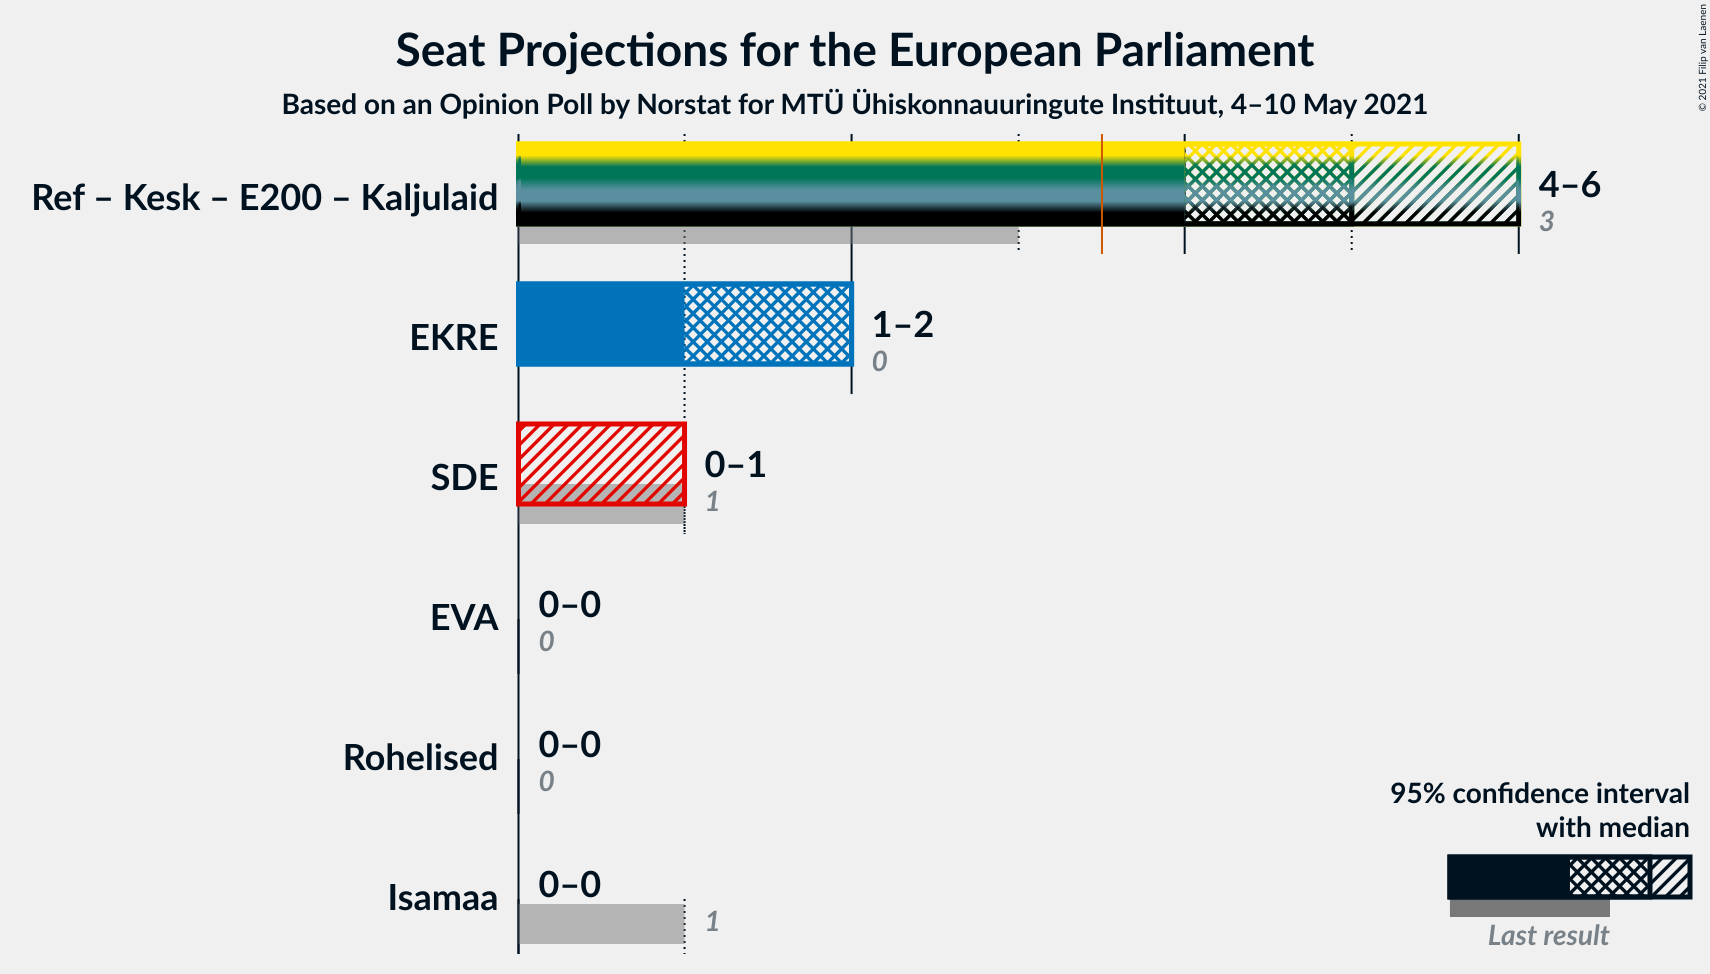 Seat Projections for the European Parliament
Based on an Opinion Poll by Norstat for MTÜ Ühiskonnauuringute Instituut, 4–10 May 2021
© 2021 Filip van Laenen
Ref – Kesk – E200 – Kaljulaid
4–6
3
EKRE
1–2
0
SDE
0–1
1
EVA
0–0
0
Rohelised
0–0
0
Isamaa
0–0
1
95% confidence interval
with median
Last result